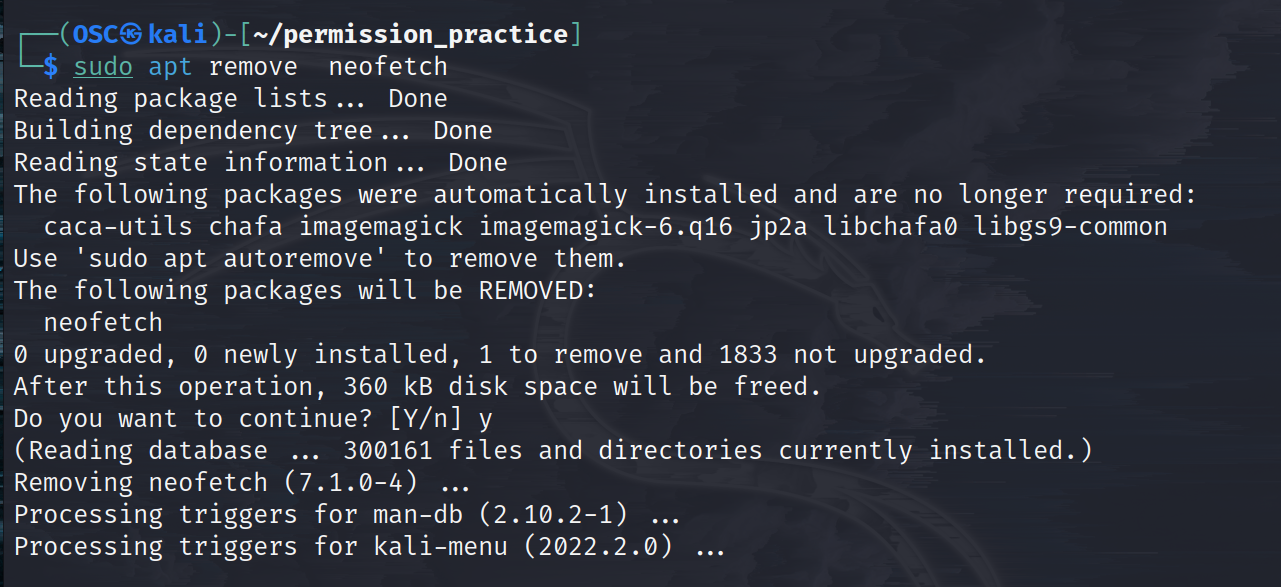 ┌──(OSC㉿kali)-[~/permission_practice]
└─$ sudo apt remove  neofetch
Reading package lists... Done
Building dependency tree... Done
Reading state information... Done
The following packages were automatically installed and are no longer required:
  caca-utils chafa imagemagick imagemagick-6.q16 jp2a libchafa0 libgs9-common
Use 'sudo apt autoremove' to remove them.
The following packages will be REMOVED:
  neofetch
0 upgraded, 0 newly installed, 1 to remove and 1833 not upgraded.
After this operation, 360 kB disk space will be freed.
Do you want to continue? [Y/n] y
(Reading database ... 300161 files and directories currently installed.)
Removing neofetch (7.1.0-4) ...
Processing triggers for man-db (2.10.2-1) ...
Processing triggers for kali-menu (2022.2.0) ...